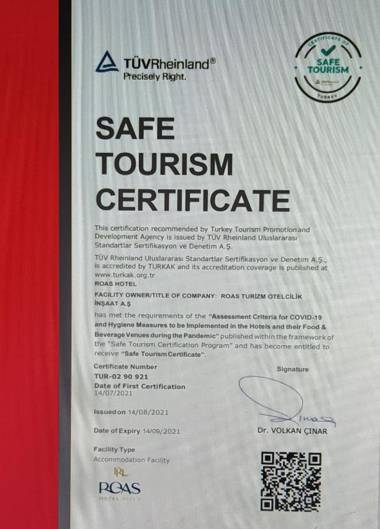 TÜVRheinland®
Precisely Right.
CERTIFICATE OF
SAFE
TOURISM
TURKEY
SAFE
TOURISM
CERTIFICATE
This certification recommended by Turkey Tourism Promotion and
Development Agency is issued by TÜV Rheinland Uluslararası
Standartlar Sertifikasyon ve Denetim A.Ş.
TÜV Rheinland Uluslararası Standartlar Sertifikasyon ve Denetim A.Ş.,
is accredited by TÜRKAK and its accreditation coverage is published at
www.turkak.org.tr
ROAS HOTEL
FACILITY OWNER/TITLE OF COMPANY: ROAS TURİZM OTELCİLİK
İNŞAAT A.Ş
has met the requirements of the "Assessment Criteria for COVID-19
and Hygiene Measures to be Implemented in the Hotels and their Food &
Beverage Venues during the Pandemic" published within the framework of
the "Safe Tourism Certification Program" and has become entitled to
receive "Safe Tourism Certificate".
Certificate Number
TUR-02 90 921
Date of First Certification
14/07/2021
Issued on 14/08/2021
Date of Expiry 14/09/2021
Signature
Dr. VOLKAN ÇINAR
Facility Type
Accommodation Facility
ROAS